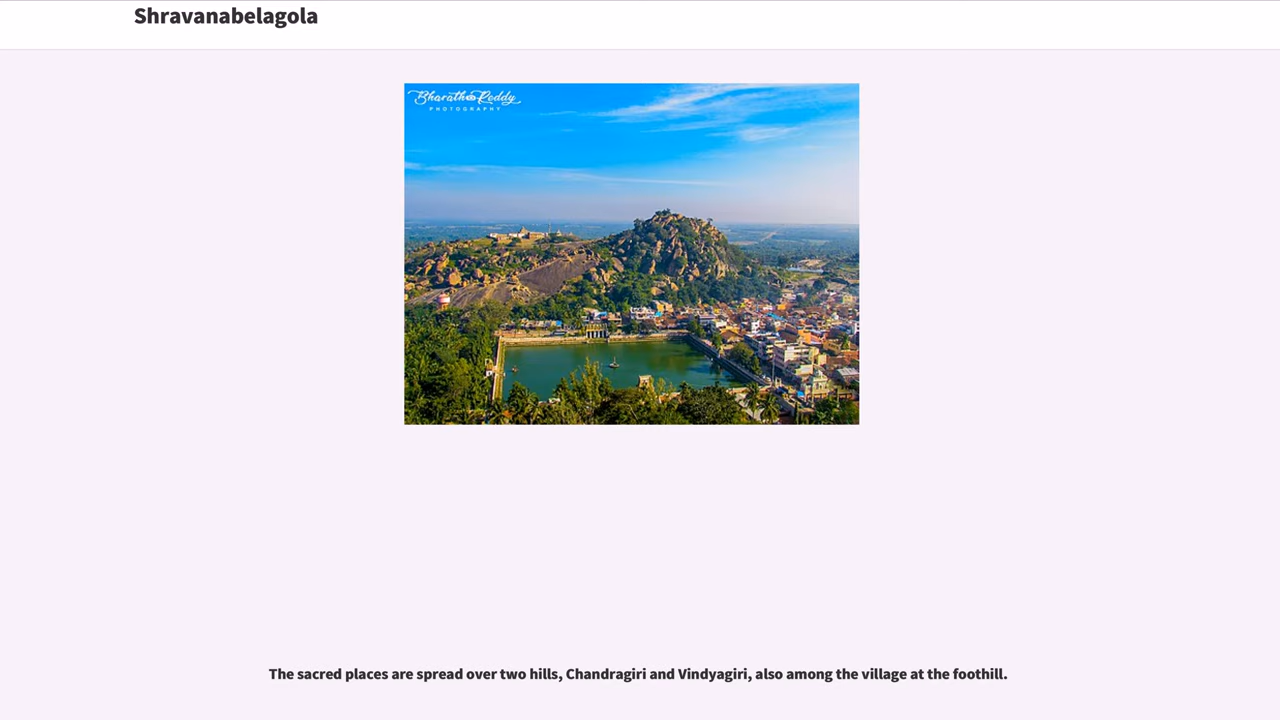 Shravanabelagola
Bharath Reddy
PHOTOGRAPHY
The sacred places are spread over two hills, Chandragiri and Vindyagiri, also among the village at the foothill.